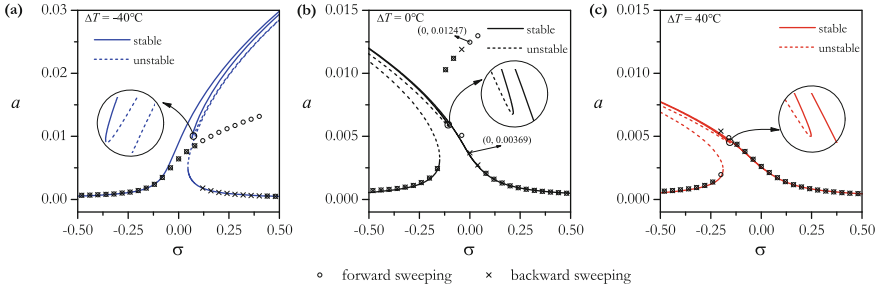 (a)
ΔT = -40°C
stable
unstable
a
0.03
0.02
0.01
0.00
-0.50
-0.25
0.00
0.25
0.50
σ
(b)
ΔT = 0°C
(0, 0.01247)
stable
unstable
(0, 0.00369)
a
0.015
0.010
0.005
0.000
-0.50
-0.25
0.00
0.25
0.50
σ
(c)
ΔT = 40°C
stable
unstable
a
0.015
0.010
0.005
0.000
-0.50
-0.25
0.00
0.25
0.50
σ
forward sweeping
× backward sweeping